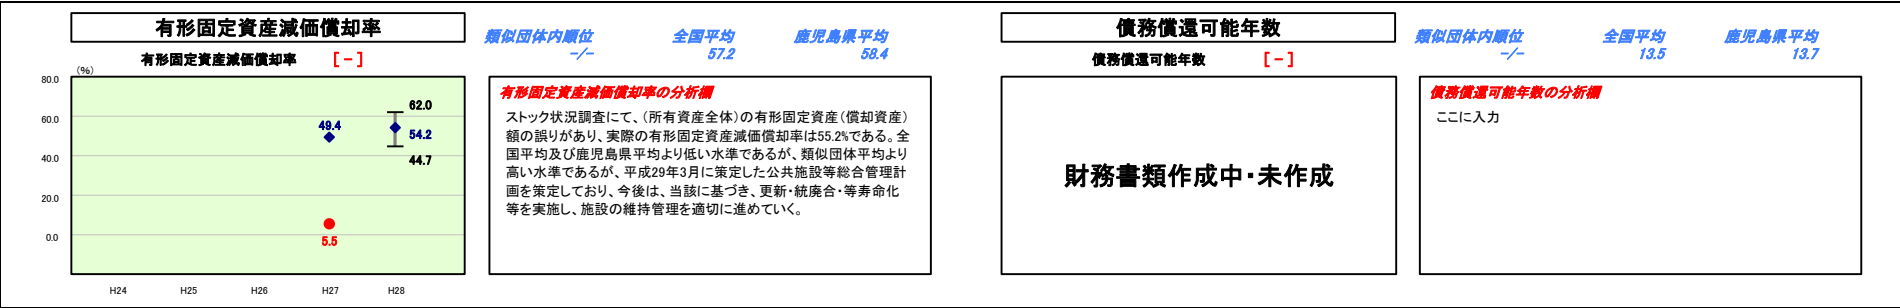 有形固定資産減価償却率
有形固定資産減価償却率 [－]
類似団体内順位
－/－
全国平均
57.2
鹿児島県平均
58.4
(%)
80.0
60.0
40.0
20.0
0.0
49.4
5.5
62.0
54.2
44.7
H24
H25
H26
H27
H28
有形固定資産減価償却率の分析欄
ストック状況調査にて、(所有資産全体)の有形固定資産(償却資産)
額の誤りがあり、実際の有形固定資産減価償却率は55.2%である。全
国平均及び鹿児島県平均より低い水準であるが、類似団体平均より
高い水準であるが、平成29年3月に策定した公共施設等総合管理計
画を策定しており、今後は、当該に基づき、更新・統廃合・等寿命化
等を実施し、施設の維持管理を適切に進めていく。
債務償還可能年数
債務償還可能年数 [－]
類似団体内順位
－/－
全国平均
13.5
鹿児島県平均
13.7
財務書類作成中・未作成
債務償還可能年数の分析欄
ここに入力